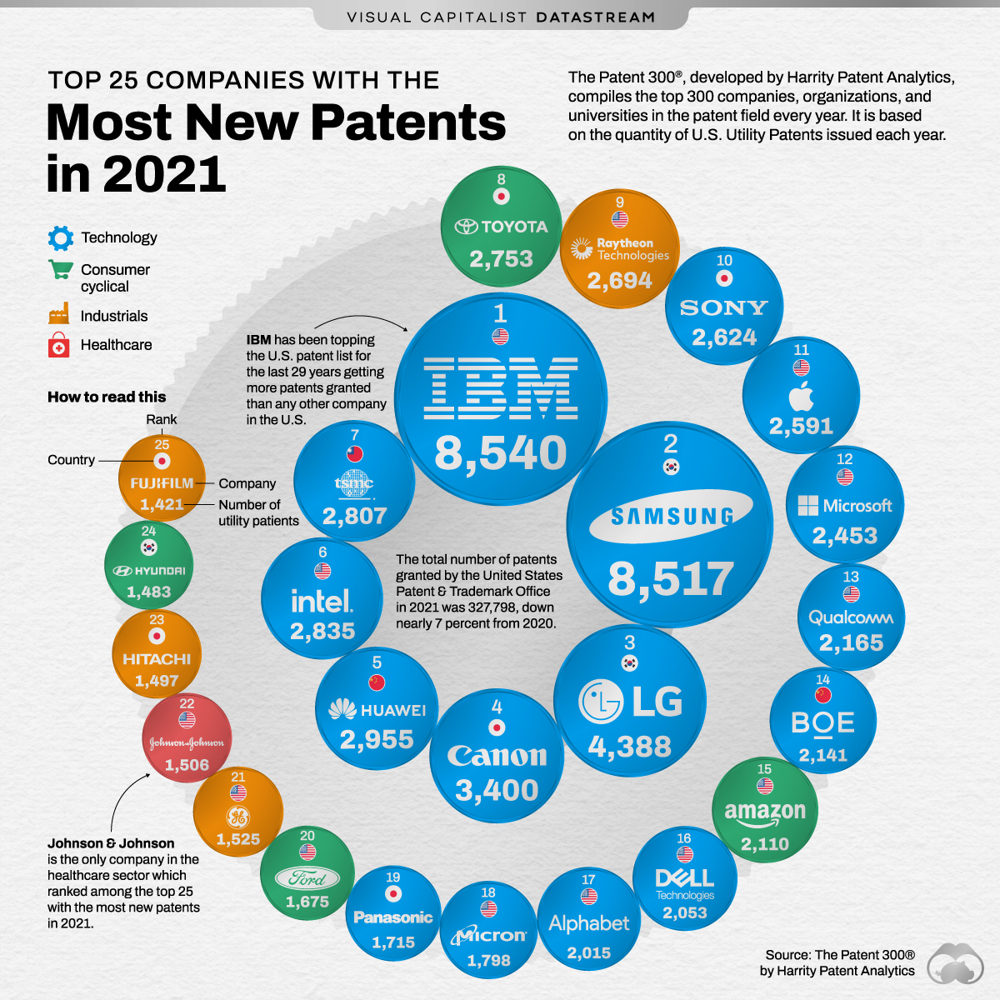 VISUAL CAPITALIST DATASTREAM
TOP 25 COMPANIES WITH THE
Most New Patents
in 2021
The Patent 300®, developed by Harrity Patent Analytics,
compiles the top 300 companies, organizations, and
universities in the patent field every year. It is based
on the quantity of U.S. Utility Patents issued each year.
Technology
Consumer
cyclical
Industrials
Healthcare
How to read this
Rank
Country
Company
Number of
utility patients
IBM has been topping
the U.S. patent list for
the last 29 years getting
more patents granted
than any other company
in the U.S.
The total number of patents
granted by the United States
Patent & Trademark Office
in 2021 was 327,798, down
nearly 7 percent from 2020.
1
IBM
8,540
2
SAMSUNG
8,517
3
LG
4,388
4
Canon
3,400
5
HUAWEI
2,955
6
intel.
2,835
7
tsmc
2,807
8
TOYOTA
2,753
9
Raytheon
Technologies
2,694
10
SONY
2,624
11
2,591
12
Microsoft
2,453
13
Qualcomm
2,165
14
BOE
2,141
15
amazon
2,110
16
DELL
Technologies
2,053
17
Alphabet
2,015
18
Micron
1,798
19
Panasonic
1,715
20
Ford
1,675
21
GE
1,525
22
Johnson & Johnson
1,506
23
HITACHI
1,497
24
HYUNDAI
1,483
25
FUJIFILM
1,421
Johnson & Johnson
is the only company in the
healthcare sector which
ranked among the top 25
with the most new patents
in 2021.
Source: The Patent 300®
by Harrity Patent Analytics